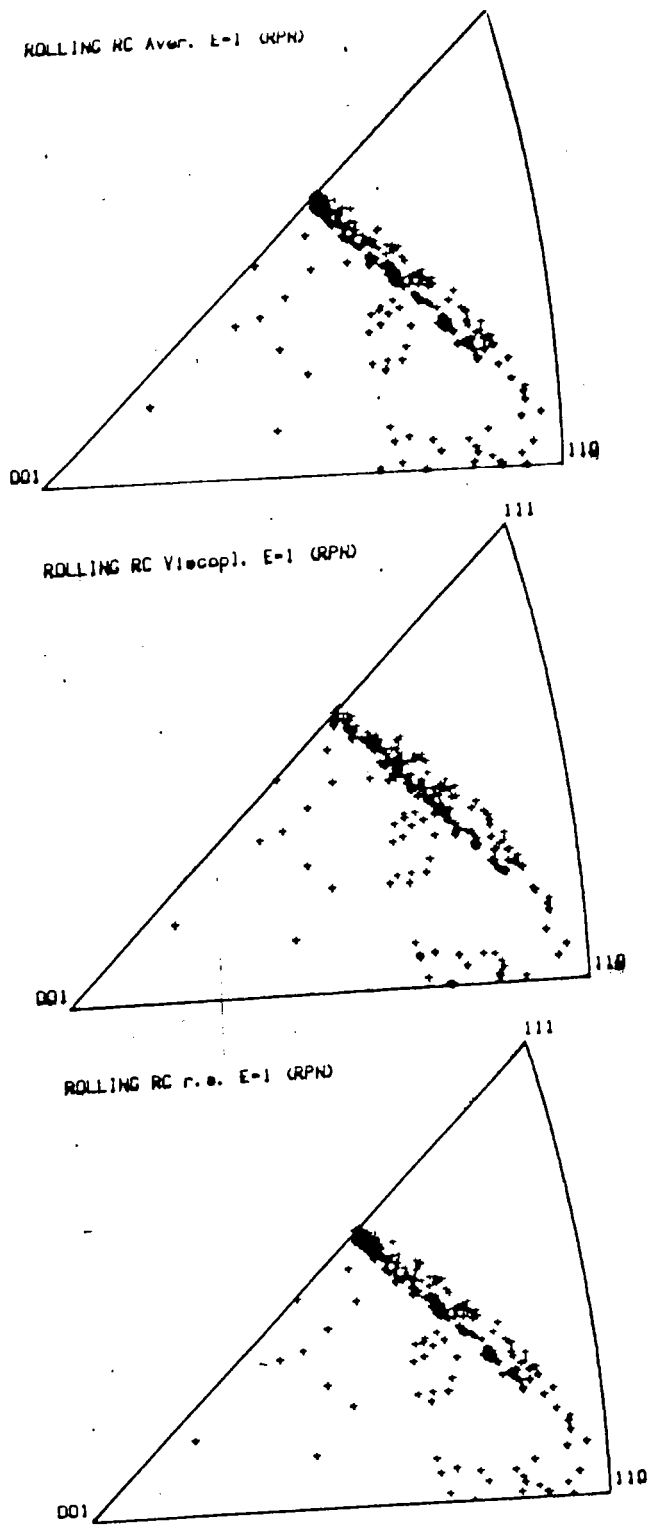 ROLLING RC Aver. E=1 (RPN)
001
110
111
ROLLING RC Viscopl. E=1 (RPN)
001
110
111
ROLLING RC r.s. E=1 (RPN)
001
110